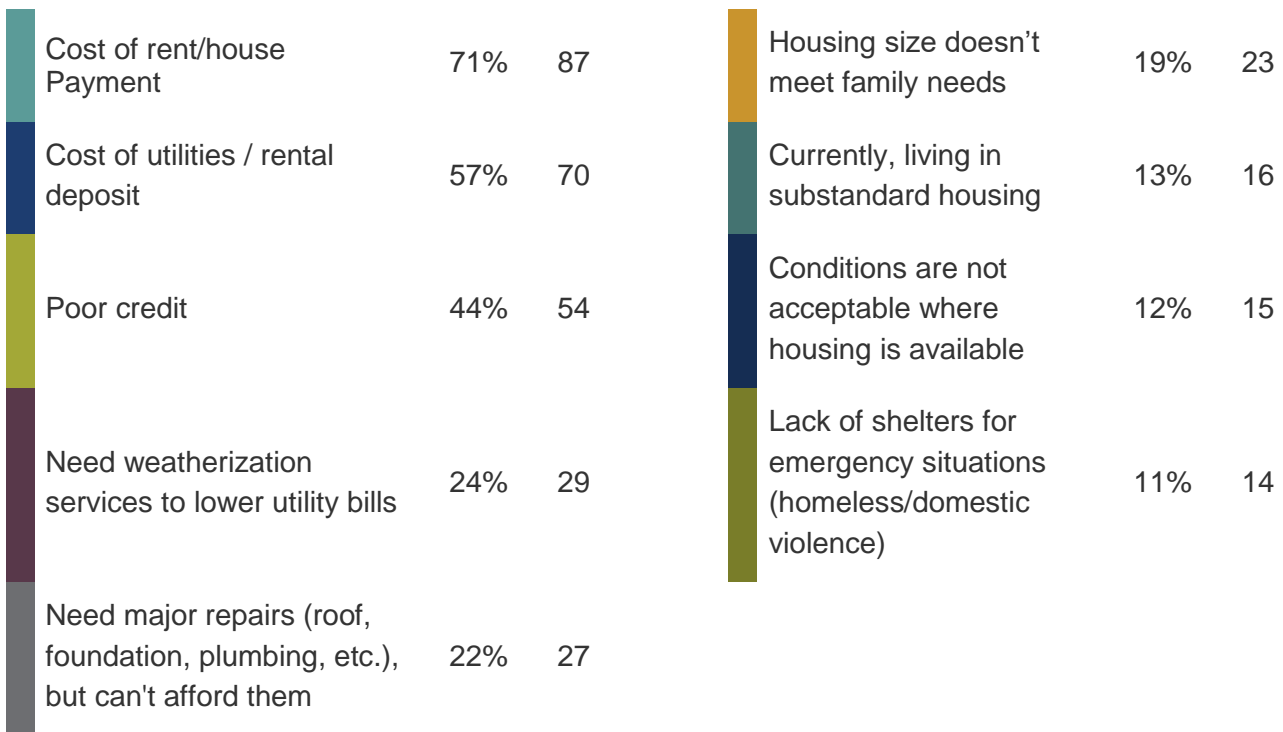 Cost of rent/house
Payment
71% 87
Cost of utilities / rental
deposit
57% 70
Poor credit 44% 54
Need weatherization
services to lower utility bills
24% 29
Need major repairs (roof,
foundation, plumbing, etc.),
but can't afford them
22% 27
Housing size doesn’t
meet family needs
19% 23
Currently, living in
substandard housing
13% 16
Conditions are not
acceptable where
housing is available
12% 15
Lack of shelters for
emergency situations
(homeless/domestic
violence)
11% 14